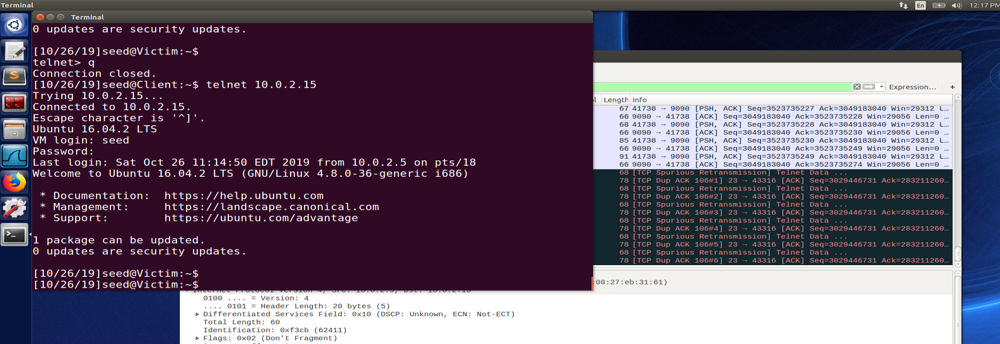 Terminal
En
12:17 PM
Terminal
0 updates are security updates.
[10/26/19]seed@Victim:~$
telnet> q
Connection closed.
[10/26/19]seed@Client:~$ telnet 10.0.2.15
Trying 10.0.2.15...
Connected to 10.0.2.15.
Escape character is '^]'.
Ubuntu 16.04.2 LTS
VM login: seed
Password:
Last login: Sat Oct 26 11:14:50 EDT 2019 from 10.0.2.5 on pts/18
Welcome to Ubuntu 16.04.2 LTS (GNU/Linux 4.8.0-36-generic i686)
* Documentation:  https://help.ubuntu.com
* Management:     https://landscape.canonical.com
* Support:        https://ubuntu.com/advantage
1 package can be updated.
0 updates are security updates.
[10/26/19]seed@Victim:~$
[10/26/19]seed@Victim:~$
Expression... +
Length Info
67 41738 → 9090 [PSH, ACK] Seq=3523735227 Ack=3049183040 Win=29312 L...
66 9090 → 41738 [ACK] Seq=3049183040 Ack=3523735228 Win=29056 Len=0 ...
68 41738 → 9090 [PSH, ACK] Seq=3523735228 Ack=3049183040 Win=29312 L...
66 9090 → 41738 [ACK] Seq=3049183040 Ack=3523735230 Win=29056 Len=0 ...
85 41738 → 9090 [PSH, ACK] Seq=3523735230 Ack=3049183040 Win=29312 L...
66 9090 → 41738 [ACK] Seq=3049183040 Ack=3523735249 Win=29056 Len=0 ...
91 41738 → 9090 [PSH, ACK] Seq=3523735249 Ack=3049183040 Win=29312 L...
66 9090 → 41738 [ACK] Seq=3049183040 Ack=3523735274 Win=29056 Len=0 ...
68 [TCP Spurious Retransmission] Telnet Data ...
78 [TCP Dup ACK 106#1] 23 → 43316 [ACK] Seq=3029446731 Ack=283211260...
68 [TCP Spurious Retransmission] Telnet Data ...
78 [TCP Dup ACK 106#2] 23 → 43316 [ACK] Seq=3029446731 Ack=283211260...
68 [TCP Spurious Retransmission] Telnet Data ...
78 [TCP Dup ACK 106#3] 23 → 43316 [ACK] Seq=3029446731 Ack=283211260...
68 [TCP Spurious Retransmission] Telnet Data ...
78 [TCP Dup ACK 106#4] 23 → 43316 [ACK] Seq=3029446731 Ack=283211260...
68 [TCP Spurious Retransmission] Telnet Data ...
78 [TCP Dup ACK 106#5] 23 → 43316 [ACK] Seq=3029446731 Ack=283211260...
68 [TCP Spurious Retransmission] Telnet Data ...
78 [TCP Dup ACK 106#6] 23 → 43316 [ACK] Seq=3029446731 Ack=283211260...
:00:27:eb:31:61)
0100 .... = Version: 4
.... 0101 = Header Length: 20 bytes (5)
Differentiated Services Field: 0x10 (DSCP: Unknown, ECN: Not-ECT)
Total Length: 60
Identification: 0xf3cb (62411)
Flags: 0x02 (Don't Fragment)